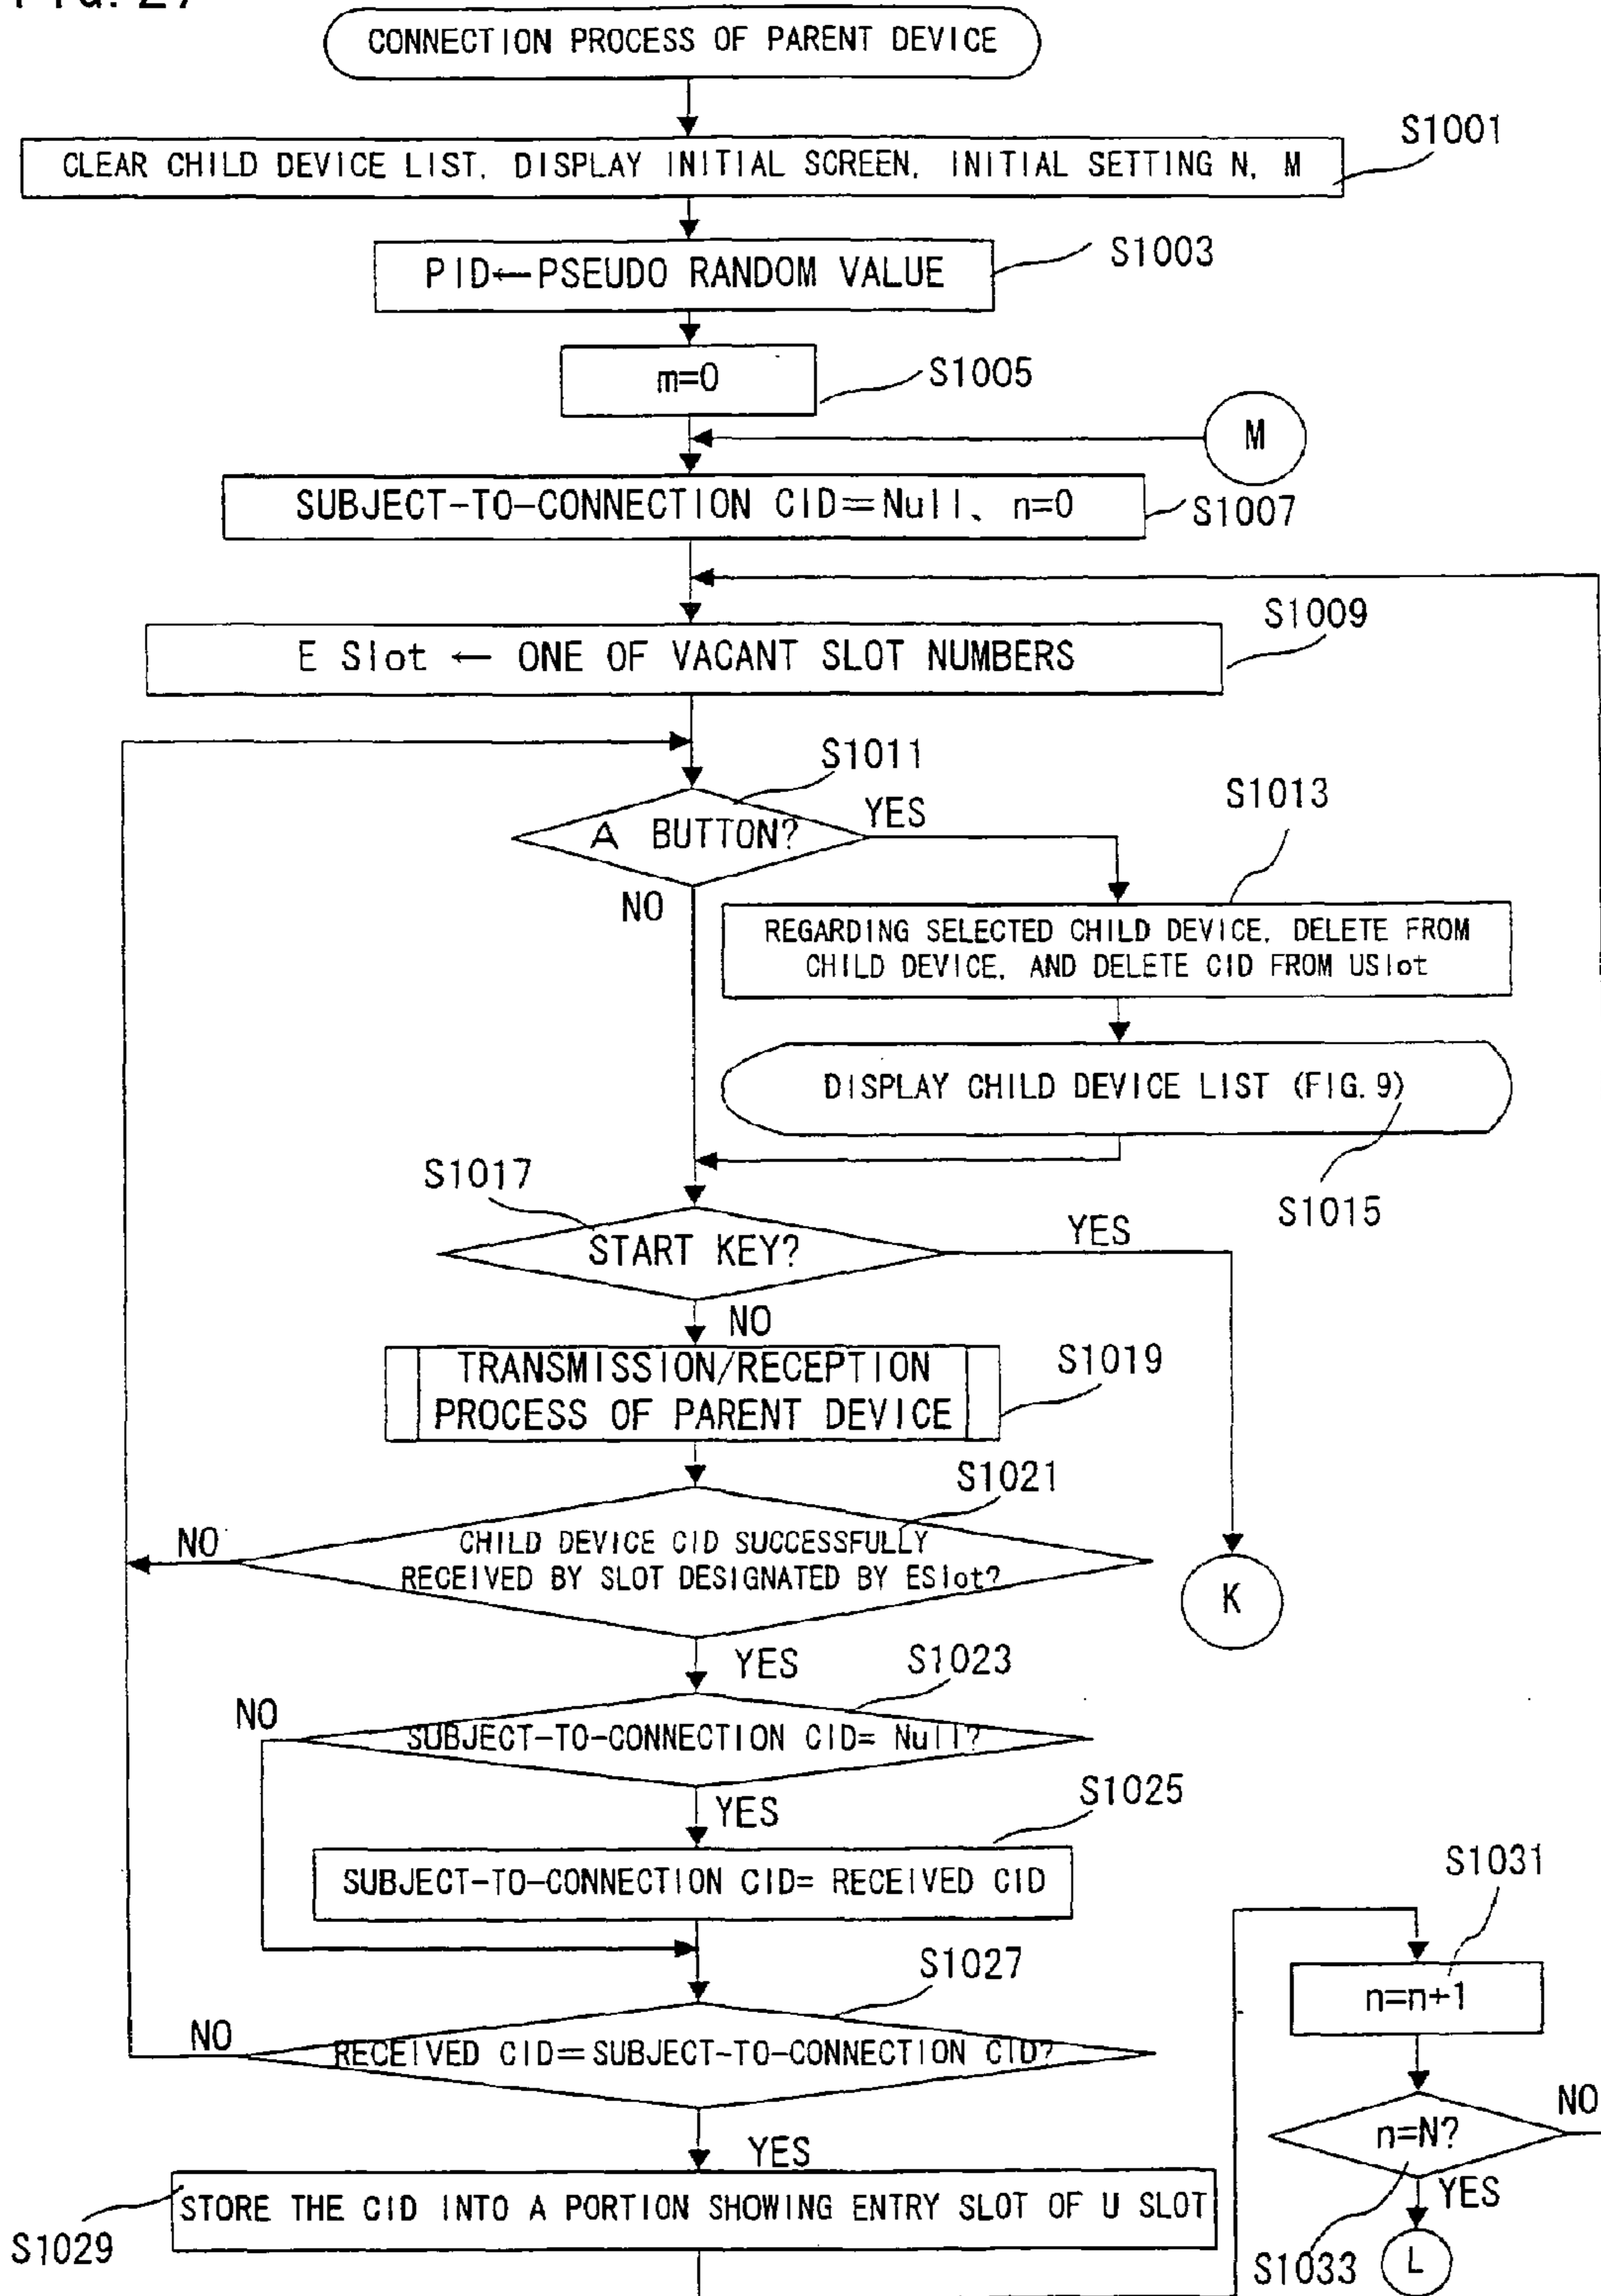 CONNECTION PROCESS OF PARENT DEVICE
S1001
CLEAR CHILD DEVICE LIST, DISPLAY INITIAL SCREEN, INITIAL SETTING N, M
S1003
PID←PSEUDO RANDOM VALUE
m=0
S1005
M
SUBJECT-TO-CONNECTION CID=Null, n=0
S1007
S1009
E Slot ← ONE OF VACANT SLOT NUMBERS
S1011
A BUTTON?
YES
NO
S1013
REGARDING SELECTED CHILD DEVICE, DELETE FROM
CHILD DEVICE, AND DELETE CID FROM USlot
DISPLAY CHILD DEVICE LIST (FIG. 9)
S1015
S1017
START KEY?
YES
NO
TRANSMISSION/RECEPTION
PROCESS OF PARENT DEVICE
S1019
S1021
CHILD DEVICE CID SUCCESSFULLY
RECEIVED BY SLOT DESIGNATED BY ESlot?
NO
YES
K
S1023
SUBJECT-TO-CONNECTION CID= Null?
NO
YES
S1025
SUBJECT-TO-CONNECTION CID= RECEIVED CID
S1027
RECEIVED CID=SUBJECT-TO-CONNECTION CID?
NO
YES
STORE THE CID INTO A PORTION SHOWING ENTRY SLOT OF U SLOT
S1029
S1031
n=n+1
n=N?
NO
YES
S1033
L